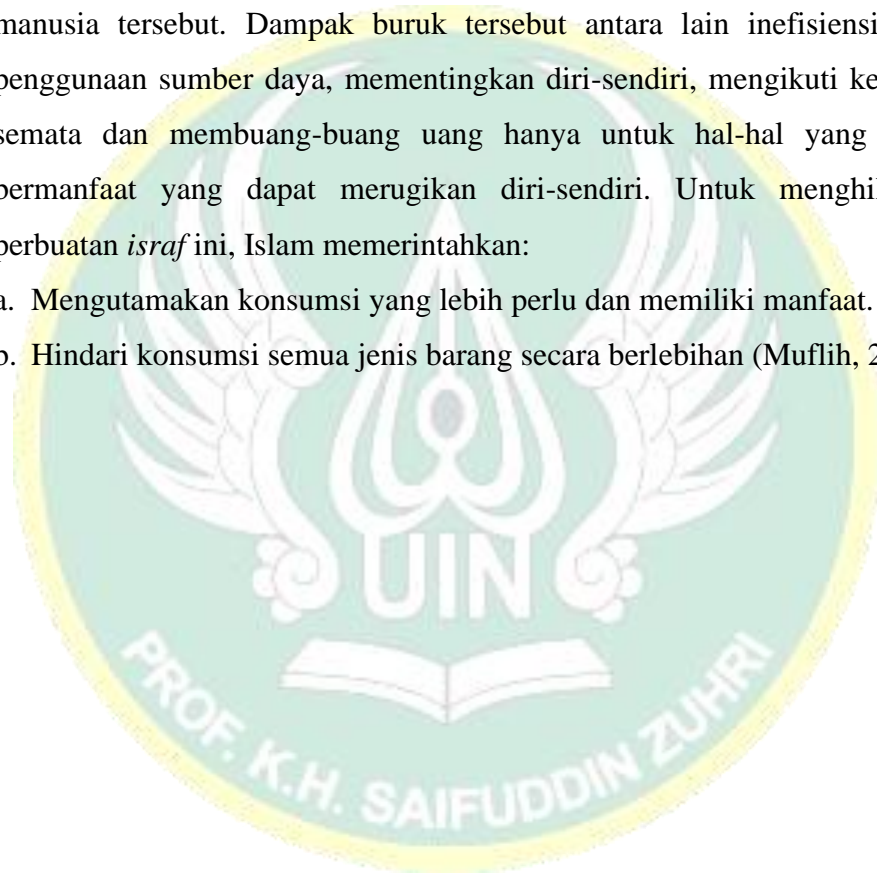 manusia tersebut. Dampak buruk tersebut antara lain inefisiensi
penggunaan sumber daya, mementingkan diri-sendiri, mengikuti ke
semata dan membuang-buang uang hanya untuk hal-hal yang
bermanfaat yang dapat merugikan diri-sendiri. Untuk menghil
perbuatan israf ini, Islam memerintahkan:
a. Mengutamakan konsumsi yang lebih perlu dan memiliki manfaat.
b. Hindari konsumsi semua jenis barang secara berlebihan (Muflih, 2
UIN
PROF. K.H. SAIFUDDIN ZUHRI